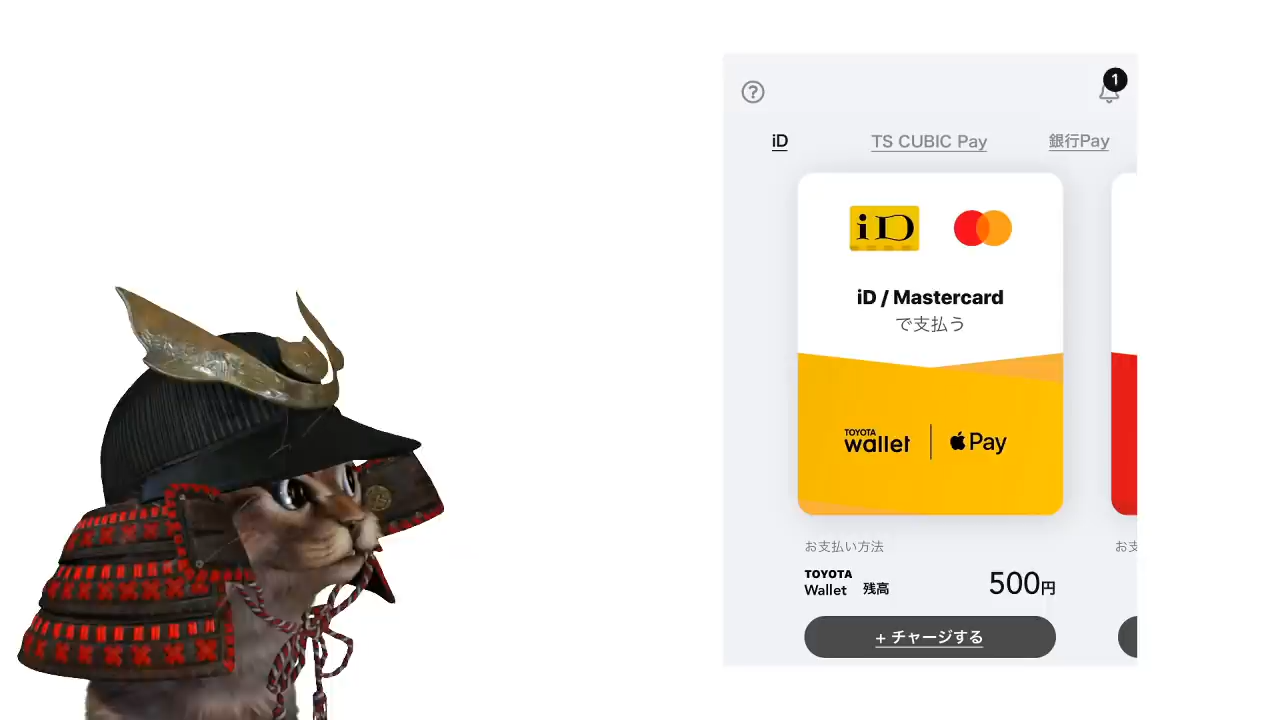 ?
1
iD
TS CUBIC Pay
銀行Pay
iD
iD / Mastercard
で支払う
TOYOTA
wallet
Pay
お支払い方法
お支
TOYOTA
Wallet 残高
500円
+ チャージする